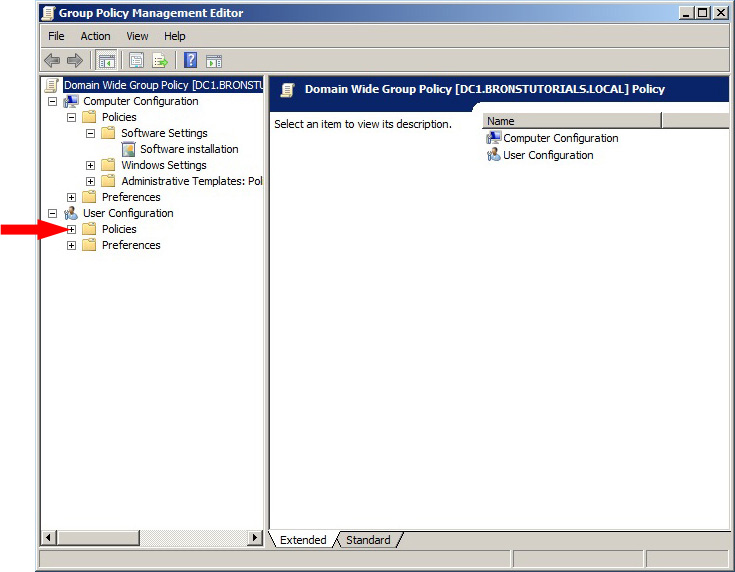 Group Policy Management Editor
File Action View Help
Domain Wide Group Policy [DC1.BRONSTU
Computer Configuration
Policies
Software Settings
Software installation
Windows Settings
Administrative Templates: Pol
Preferences
User Configuration
Policies
Preferences
Domain Wide Group Policy [DC1.BRONSTUTORIALS.LOCAL] Policy
Select an item to view its description.
Name
Computer Configuration
User Configuration
Extended Standard